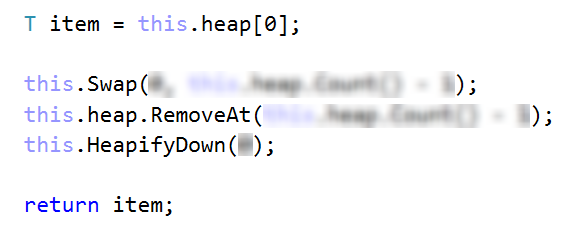 T item = this.heap[0];
this.Swap( );
this.heap.RemoveAt( );
this.HeapifyDown( );
return item;